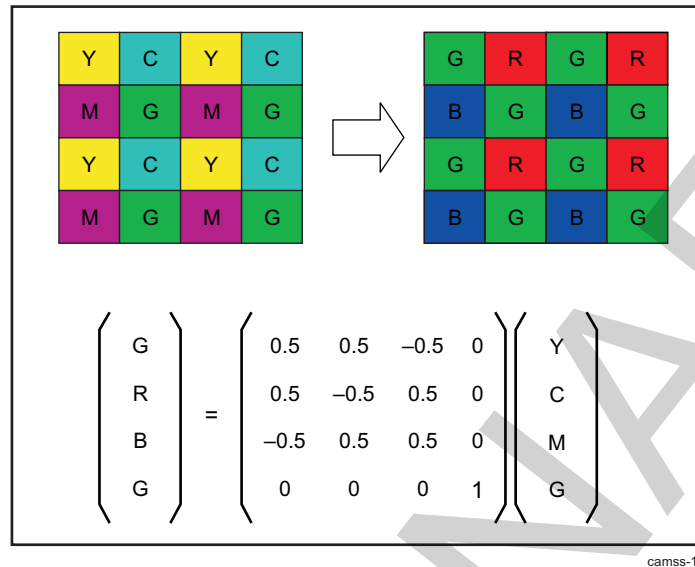 Y C Y C G R G R
M G M G B G B G
Y C Y C G R G R
M G M G B G B G
G 0.5 0.5 –0.5 0 Y
R 0.5 –0.5 0.5 0 C
=
B –0.5 0.5 0.5 0 M
G 0 0 0 1 G
camss-1